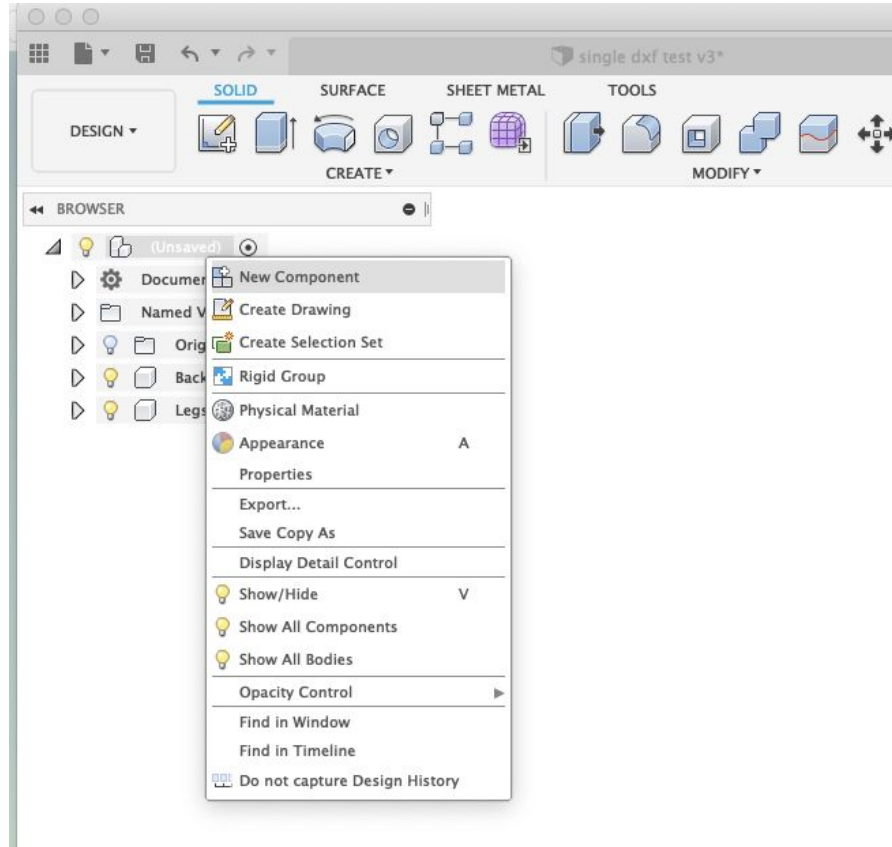 single dxf test v3*
SOLID SURFACE SHEET METAL TOOLS
DESIGN ▾
CREATE ▾ MODIFY ▾
BROWSER
(Unsaved)
New Component
Create Drawing
Named V
Create Selection Set
Rigid Group
Back
Physical Material
Legs
Appearance A
Properties
Export...
Save Copy As
Display Detail Control
Show/Hide V
Show All Components
Show All Bodies
Opacity Control
Find in Window
Find in Timeline
Do not capture Design History